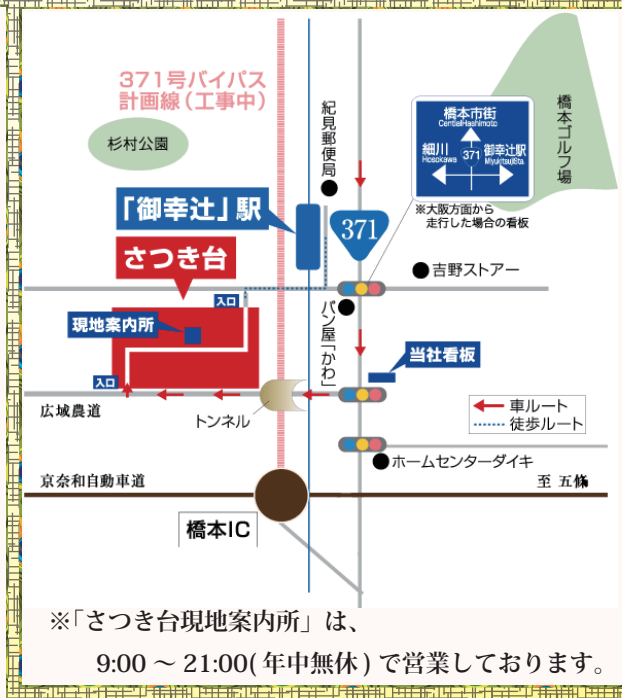 371号バイパス
計画線(工事中)
杉村公園
紀見郵便局
橋本市街
CentralHashimoto
細川
Hosokawa
371
御幸辻駅
MiyukitsujiSta.
※大阪方面から
走行した場合の看板
橋本ゴルフ場
「御幸辻」駅
371
さつき台
吉野ストアー
入口
現地案内所
パン屋「かわ」
当社看板
入口
広域農道
トンネル
車ルート
徒歩ルート
ホームセンターダイキ
京奈和自動車道
至 五條
橋本IC
※「さつき台現地案内所」は、
9:00 ~ 21:00( 年中無休 ) で営業しております。